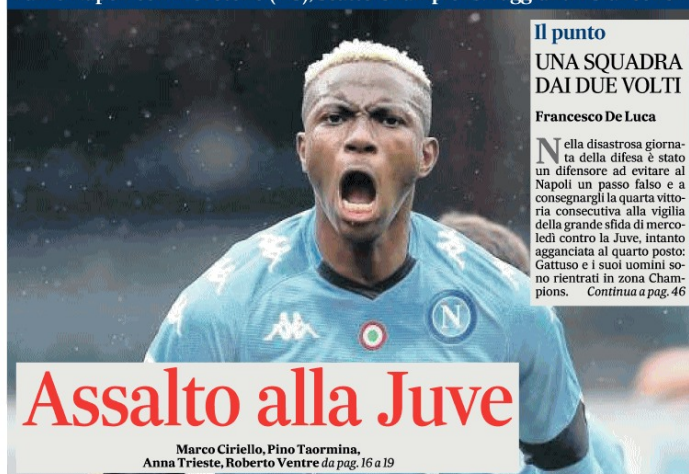 Il punto
UNA SQUADRA
DAI DUE VOLTI
Francesco De Luca
Nella disastrosa giorna-
ta della difesa è stato
un difensore ad evitare al
Napoli un passo falso e a
consegnargli la quarta vitto-
ria consecutiva alla vigilia
della grande sfida di merco-
ledì contro la Juve, intanto
agganciata al quarto posto:
Gattuso e i suoi uomini so-
no rientrati in zona Cham-
pions. Continua a pag. 46
N
Assalto alla Juve
Marco Ciriello, Pino Taormina,
Anna Trieste, Roberto Ventre da pag. 16 a 19